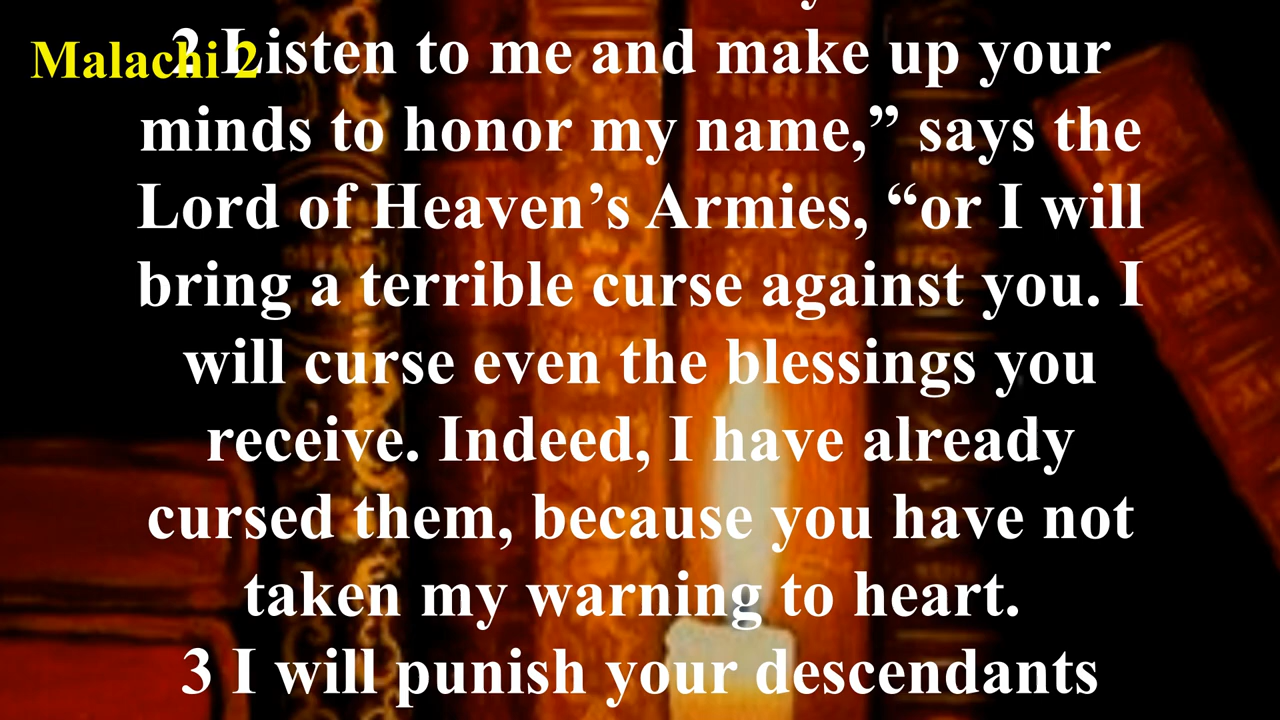 Malachi 2
2 Listen to me and make up your
minds to honor my name,” says the
Lord of Heaven’s Armies, “or I will
bring a terrible curse against you. I
will curse even the blessings you
receive. Indeed, I have already
cursed them, because you have not
taken my warning to heart.
3 I will punish your descendants